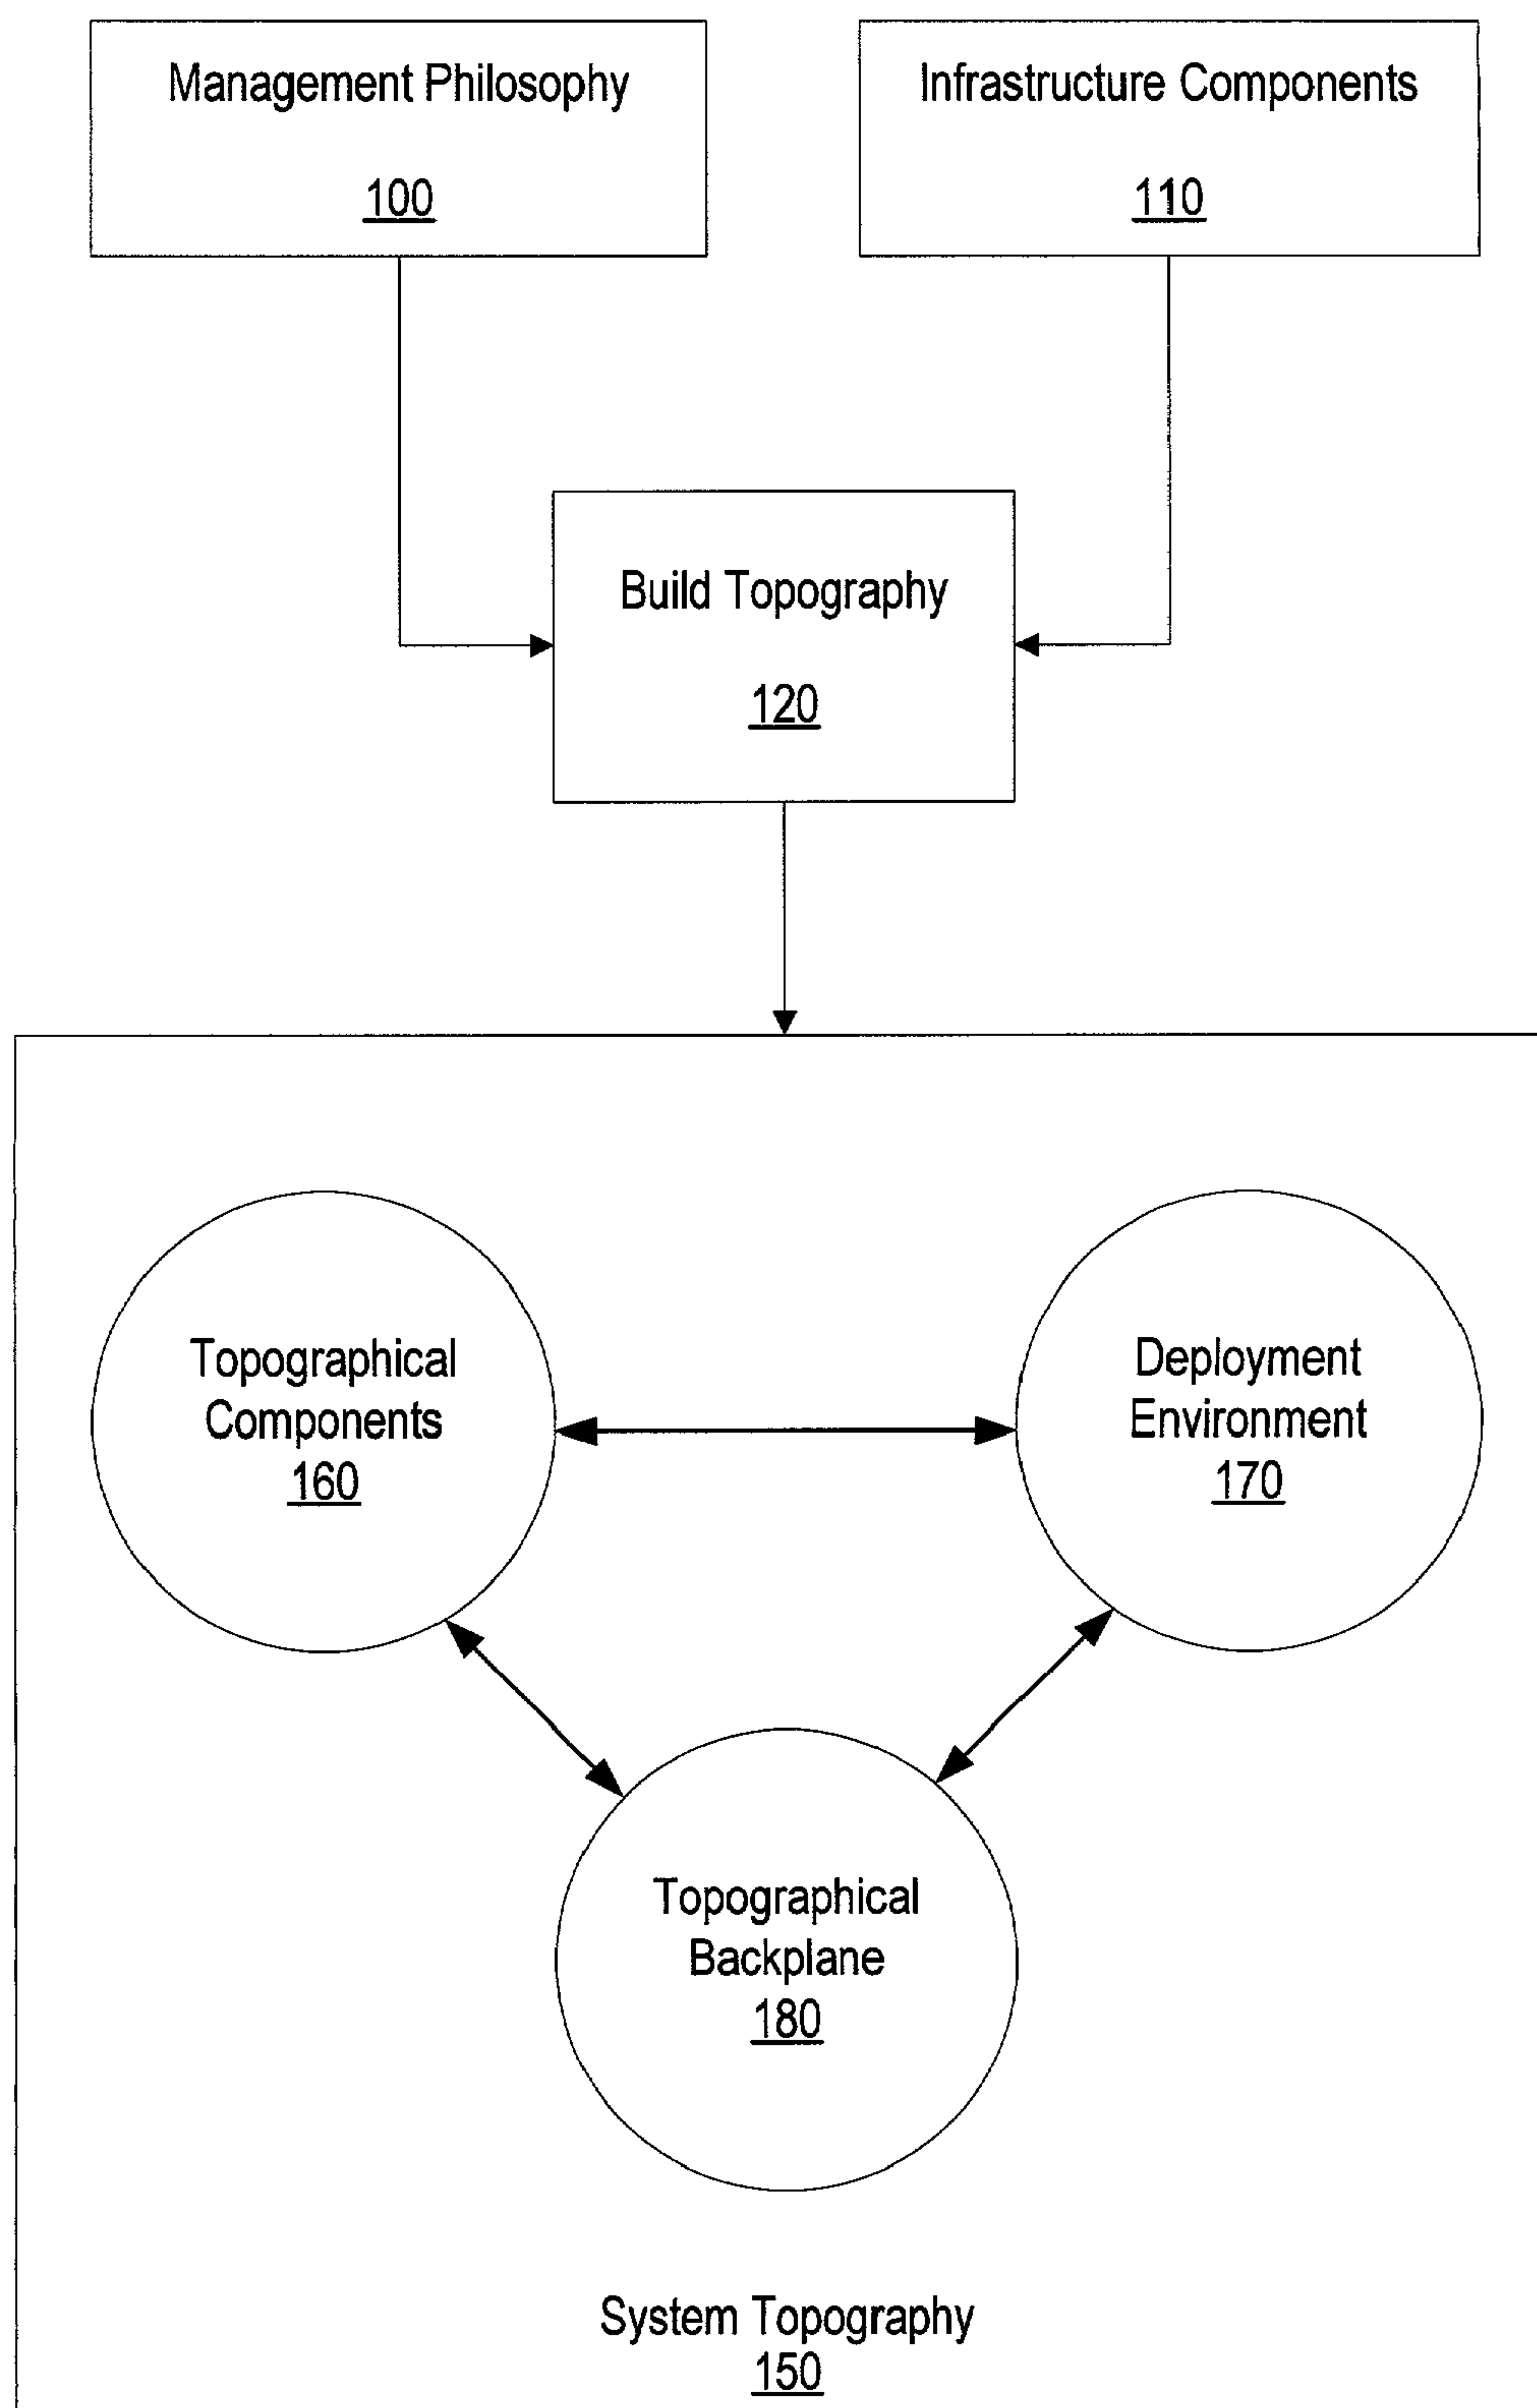 Management Philosophy
100
Infrastructure Components
110
Build Topography
120
Topographical
Components
160
Deployment
Environment
170
Topographical
Backplane
180
System Topography
150